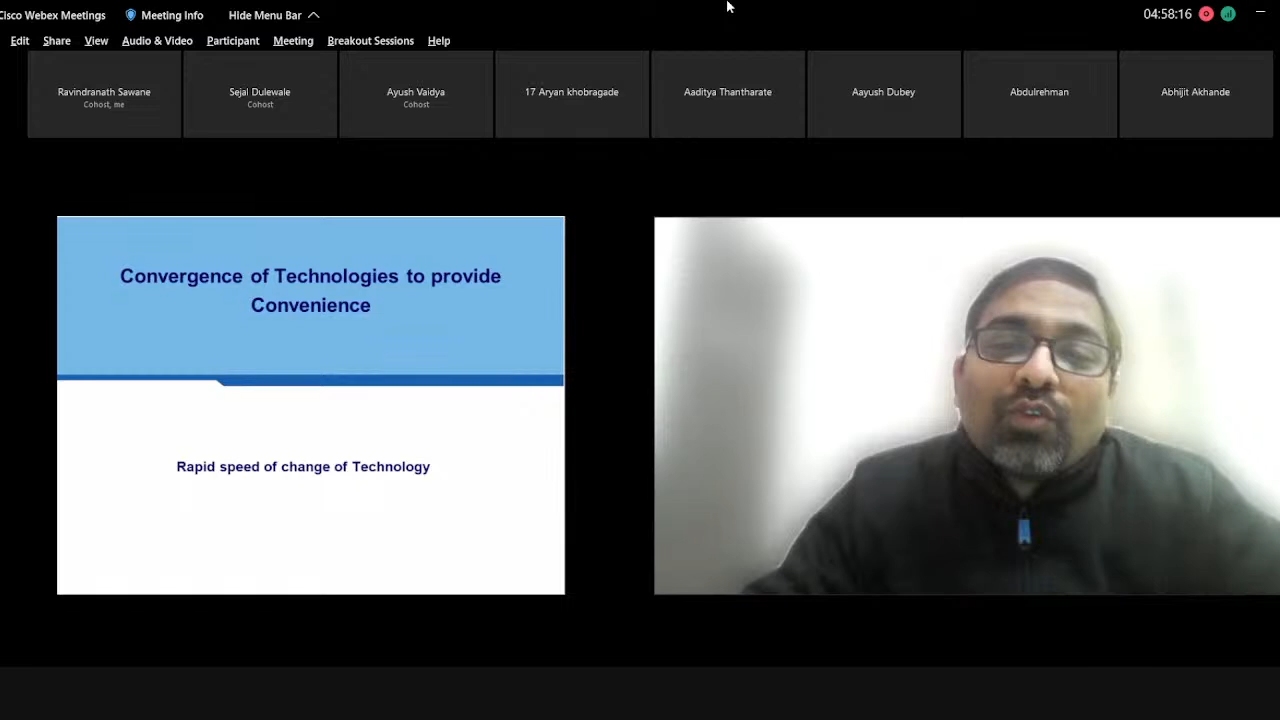 Cisco Webex Meetings Meeting Info Hide Menu Bar 04:58:16
Edit Share View Audio & Video Participant Meeting Breakout Sessions Help
Ravindranath Sawane
Cohost, me
Sejal Dulewale
Cohost
Ayush Vaidya
Cohost
17 Aryan khobragade
Aaditya Thantharate
Aayush Dubey
Abdulrehman
Abhijit Akhande
Convergence of Technologies to provide
Convenience
Rapid speed of change of Technology